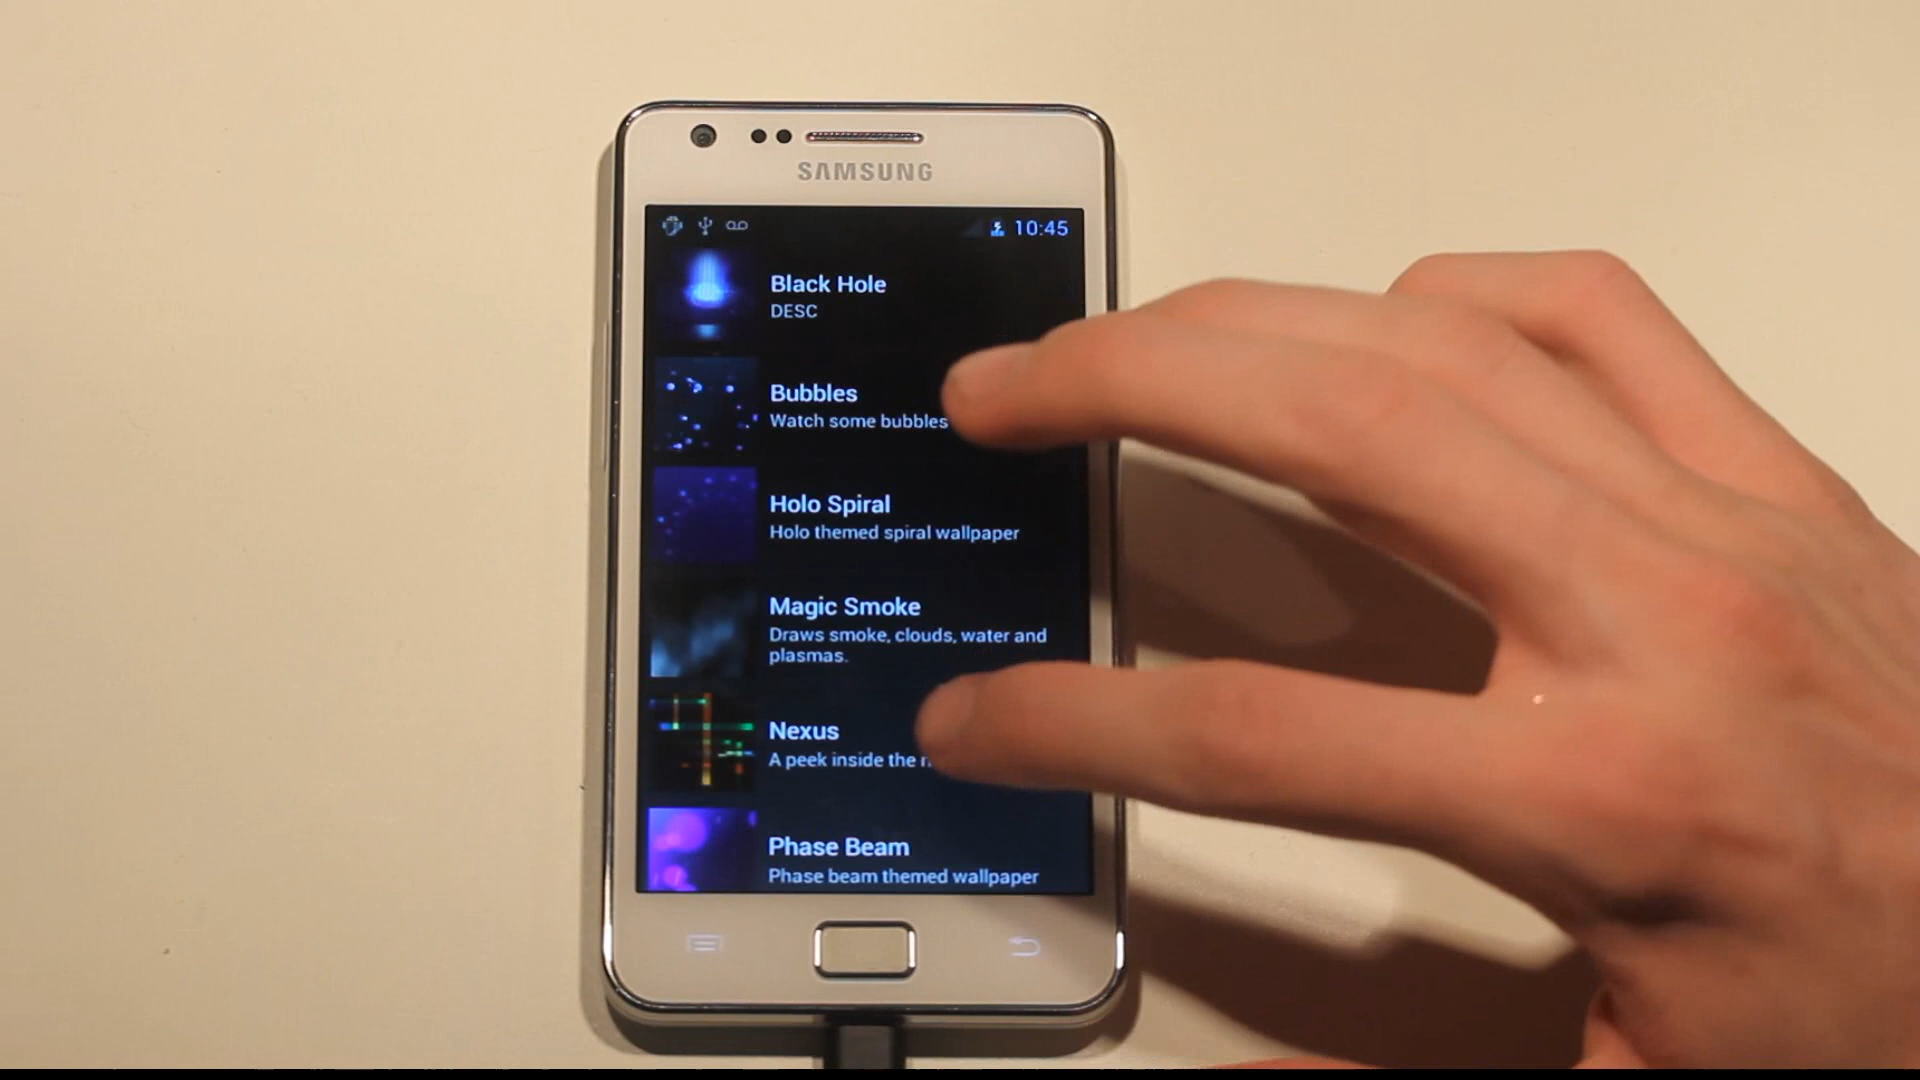 SAMSUNG
10:45
Black Hole
DESC
Bubbles
Watch some bubbles
Holo Spiral
Holo themed spiral wallpaper
Magic Smoke
Draws smoke, clouds, water and
plasmas.
Nexus
A peek inside the
Phase Beam
Phase beam themed wallpaper